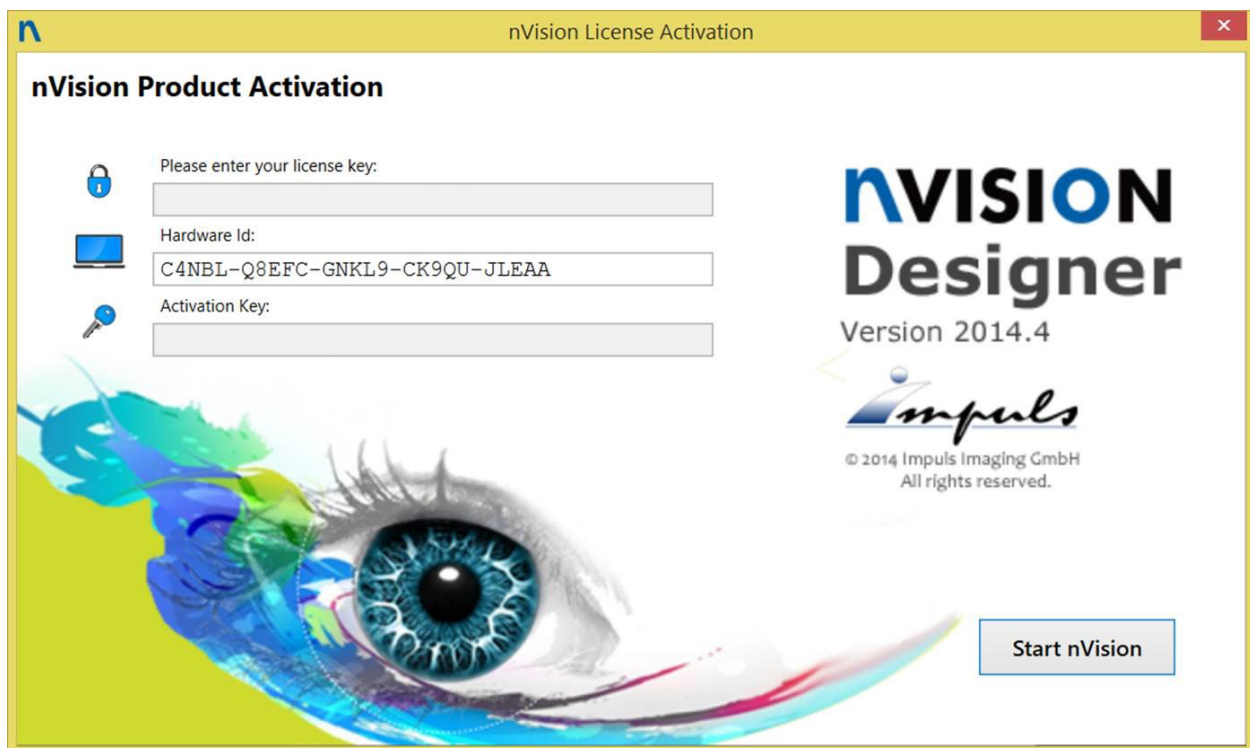 nVision License Activation
nVision Product Activation
Please enter your license key:
Hardware Id:
C4NBL-Q8EFC-GNKL9-CK9QU-JLEAA
Activation Key:
nVISION
Designer
Version 2014.4
impuls
© 2014 Impuls Imaging GmbH
All rights reserved.
Start nVision